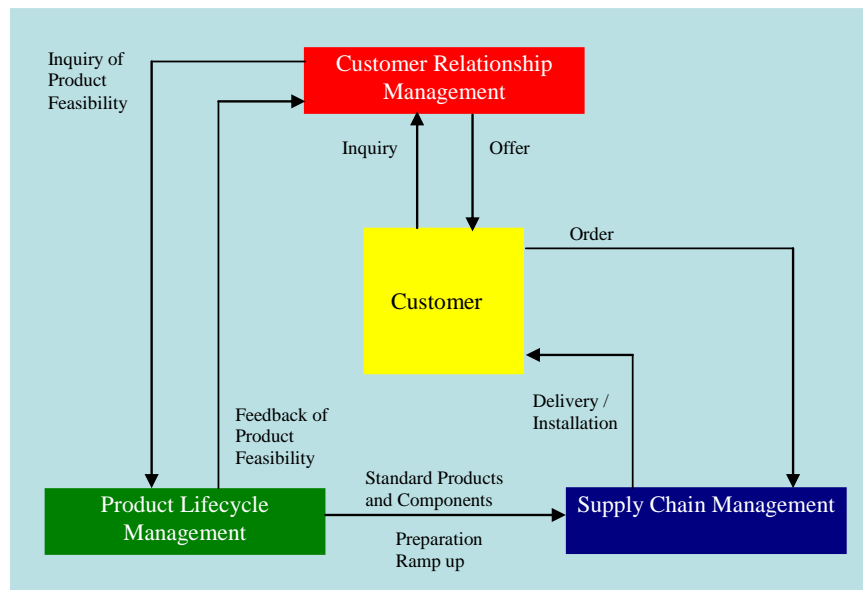 Inquiry of
Product
Feasibility
Customer Relationship
Management
Inquiry
Offer
Order
Customer
Delivery /
Installation
Feedback of
Product
Feasibility
Standard Products
and Components
Product Lifecycle
Management
Supply Chain Management
Preparation
Ramp up